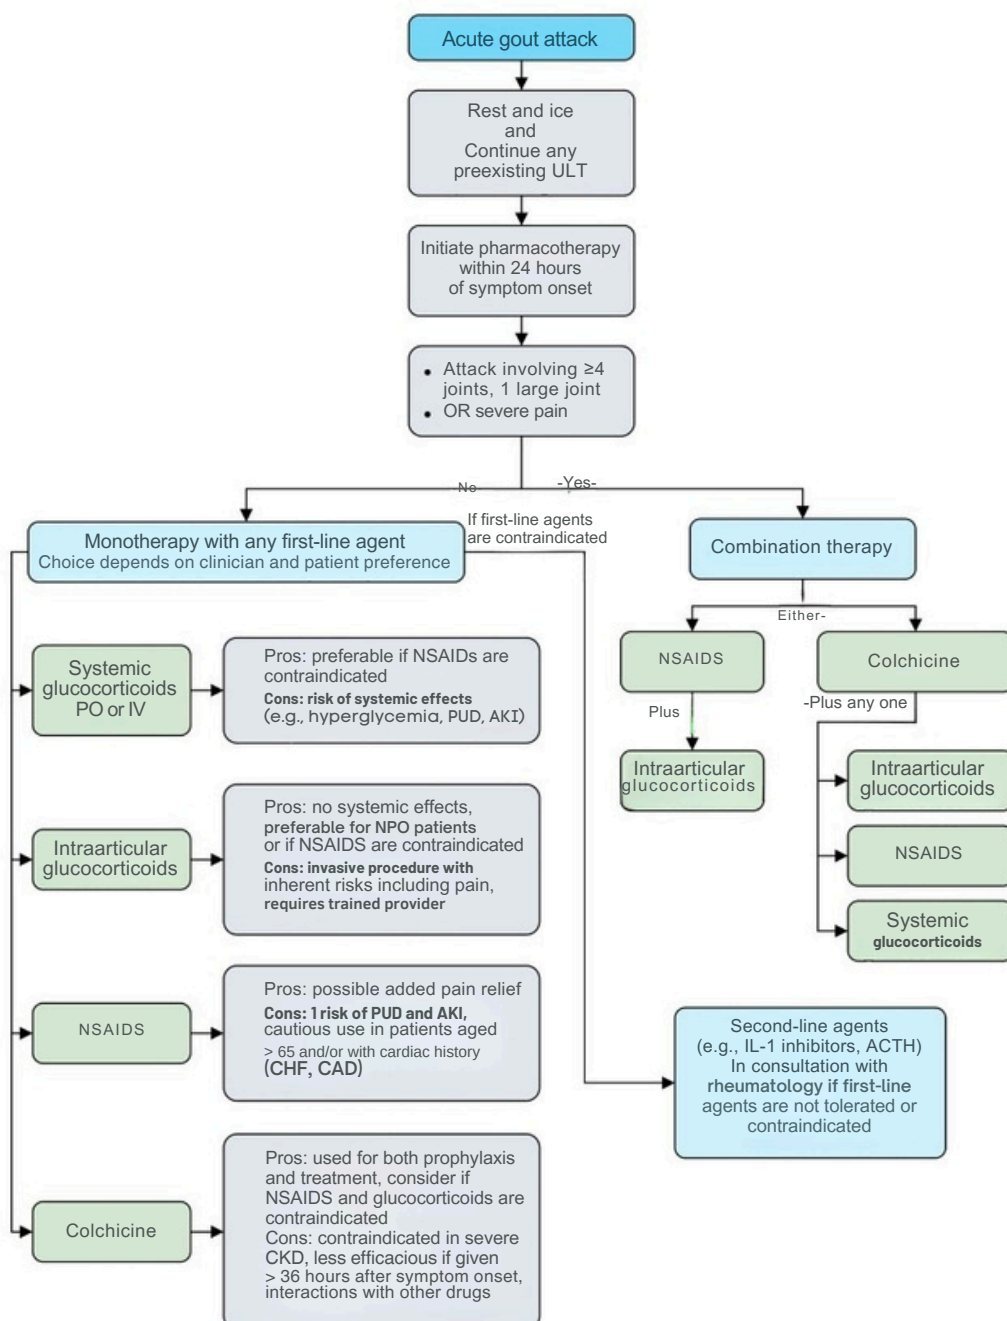 Acute gout attack
Rest and ice
and
Continue any
preexisting ULT
Initiate pharmacotherapy
within 24 hours
of symptom onset
• Attack involving ≥4
joints, 1 large joint
• OR severe pain
-No-
-Yes-
Monotherapy with any first-line agent
Choice depends on clinician and patient preference
If first-line agents
are contraindicated
Combination therapy
Either-
NSAIDS
Plus
Intraarticular
glucocorticoids
Colchicine
-Plus any one
Intraarticular
glucocorticoids
NSAIDS
Systemic
glucocorticoids
Systemic
glucocorticoids
PO or IV
Pros: preferable if NSAIDs are
contraindicated
Cons: risk of systemic effects
(e.g., hyperglycemia, PUD, AKI)
Intraarticular
glucocorticoids
Pros: no systemic effects,
preferable for NPO patients
or if NSAIDS are contraindicated
Cons: invasive procedure with
inherent risks including pain,
requires trained provider
NSAIDS
Pros: possible added pain relief
Cons: 1 risk of PUD and AKI,
cautious use in patients aged
> 65 and/or with cardiac history
(CHF, CAD)
Second-line agents
(e.g., IL-1 inhibitors, ACTH)
In consultation with
rheumatology if first-line
agents are not tolerated or
contraindicated
Colchicine
Pros: used for both prophylaxis
and treatment, consider if
NSAIDS and glucocorticoids are
contraindicated
Cons: contraindicated in severe
CKD, less efficacious if given
> 36 hours after symptom onset,
interactions with other drugs